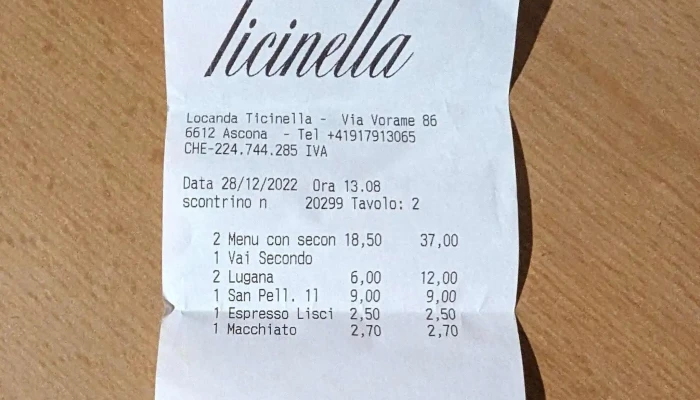 Ticinella
Locanda Ticinella - Via Vorame 86
6612 Ascona - Tel +41917913065
CHE-224.744.285 IVA
Data 28/12/2022 Ora 13.08
scontrino n 20299 Tavolo: 2
2 Menu con secon 18,50 37,00
1 Vai Secondo
2 Lugana 6,00 12,00
1 San Pell. 1l 9,00 9,00
1 Espresso Lisci 2,50 2,50
1 Macchiato 2,70 2,70